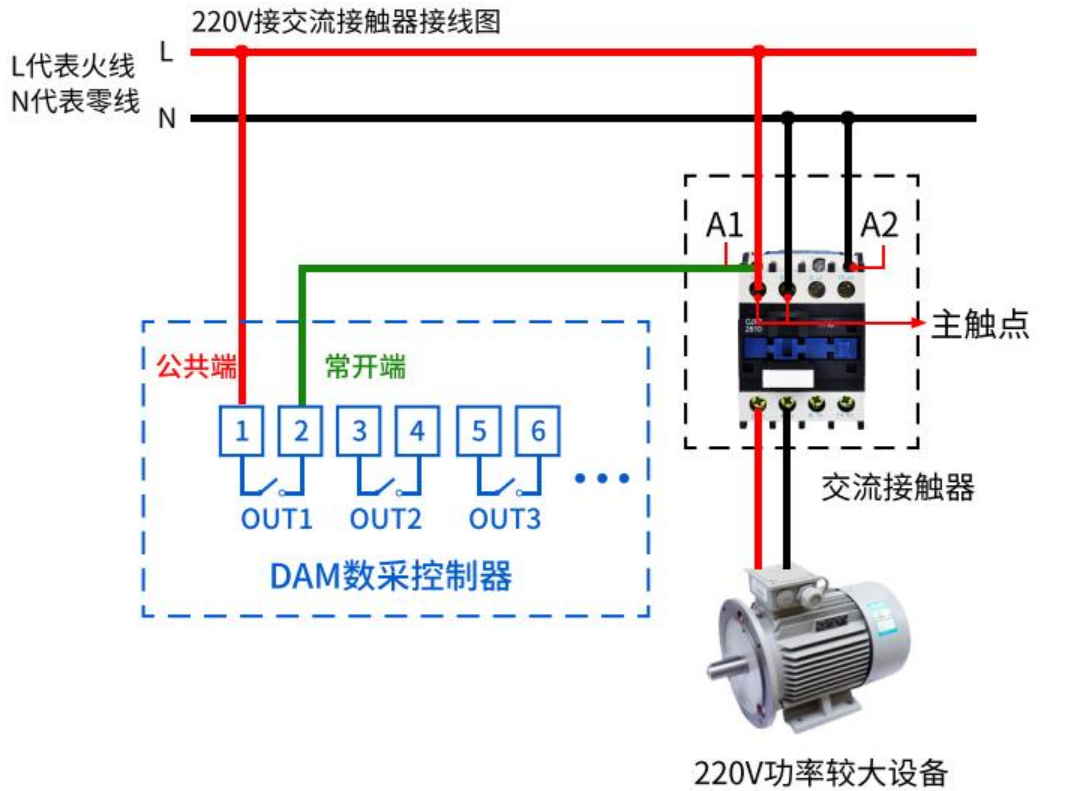 220V接交流接触器接线图
L代表火线
L
N代表零线
N
A1
A2
主触点
公共端
常开端
1
2
3
4
5
6
OUT1
OUT2
OUT3
DAM数采控制器
交流接触器
220V功率较大设备